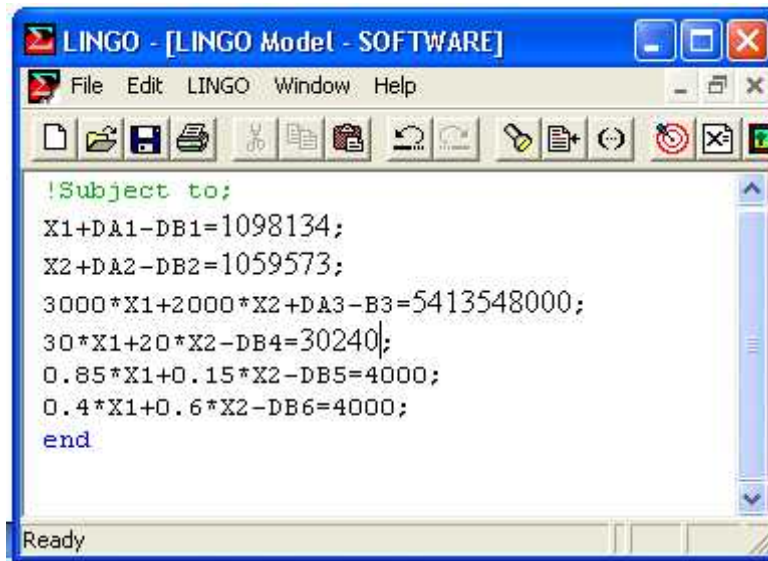 LINGO - [LINGO Model - SOFTWARE]
File Edit LINGO Window Help
!Subject to;
X1+DA1-DB1=1098134;
X2+DA2-DB2=1059573;
3000*X1+2000*X2+DA3-B3=5413548000;
30*X1+20*X2-DB4=30240;
0.85*X1+0.15*X2-DB5=4000;
0.4*X1+0.6*X2-DB6=4000;
end
Ready